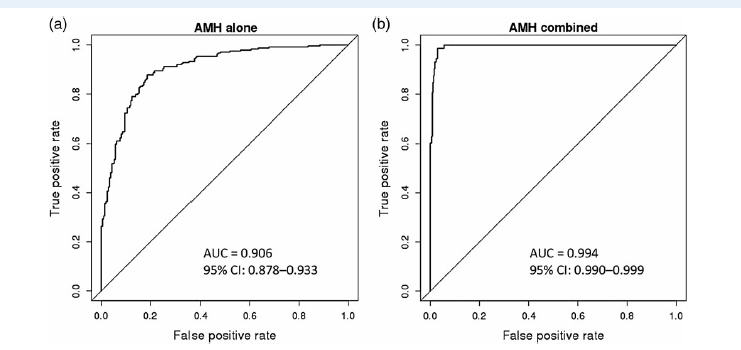 (a)
AMH alone
1.0
0.8
0.6
0.4
0.2
0.0
True positive rate
AUC = 0.906
95% CI: 0.878–0.933
0.0 0.2 0.4 0.6 0.8 1.0
False positive rate
(b)
AMH combined
1.0
0.8
0.6
0.4
0.2
0.0
True positive rate
AUC = 0.994
95% CI: 0.990–0.999
0.0 0.2 0.4 0.6 0.8 1.0
False positive rate